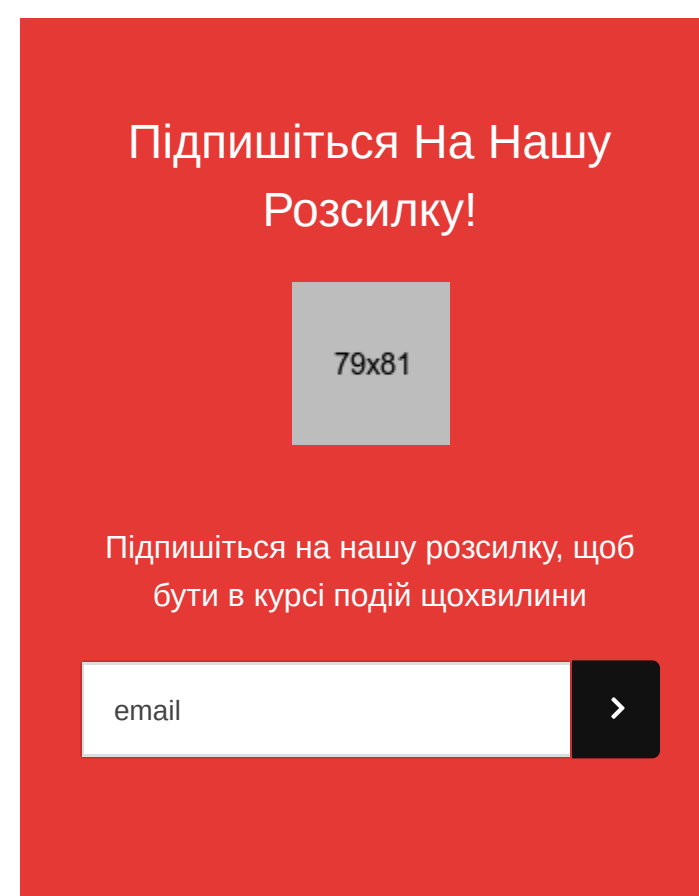 Підпишіться На Нашу
Розсилку!
79x81
Підпишіться на нашу розсилку, щоб
бути в курсі подій щохвилини
email